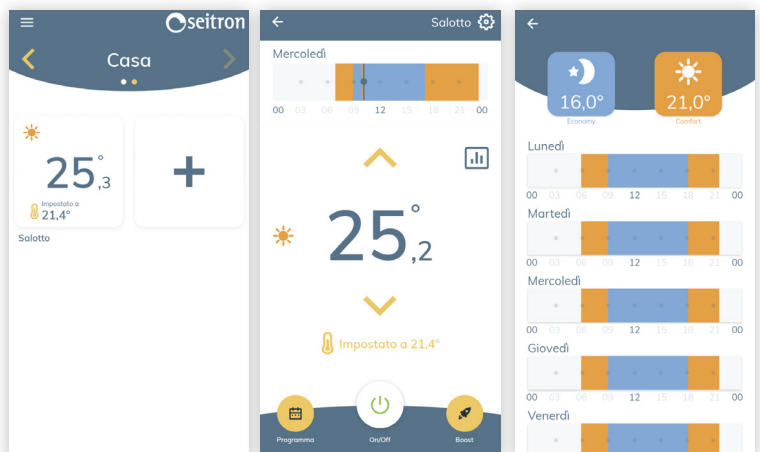 seitron
Casa
25,3°
Impostato a
21,4°
+
Salotto
Salotto
Mercoledì
00 03 06 09 12 15 18 21 00
25,2°
Impostato a 21,4°
Programma
On/Off
Boost
16,0°
Economy
21,0°
Comfort
Lunedì
00 03 06 09 12 15 18 21 00
Martedì
00 03 06 09 12 15 18 21 00
Mercoledì
00 03 06 09 12 15 18 21 00
Giovedì
00 03 06 09 12 15 18 21 00
Venerdì